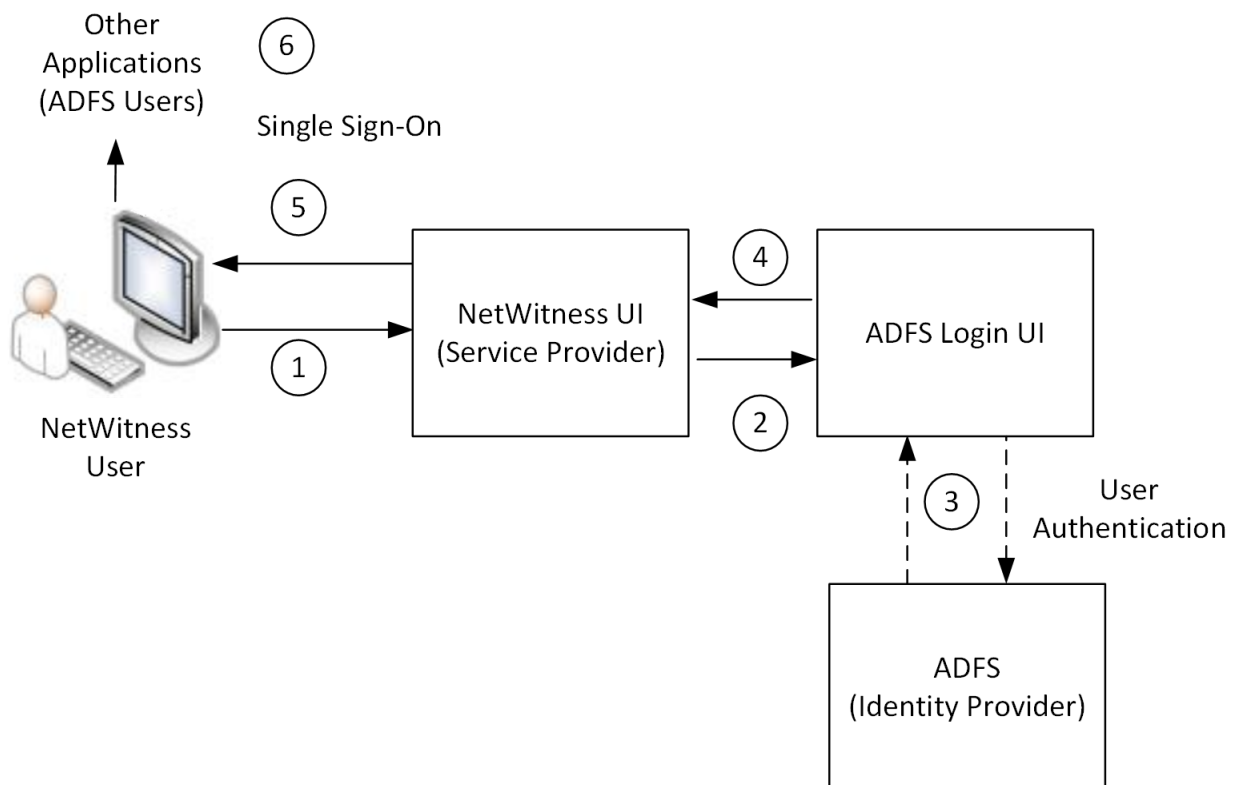 Other
Applications
(ADFS Users)
6
Single Sign-On
5
NetWitness UI
(Service Provider)
4
ADFS Login UI
1
2
NetWitness
User
3
User
Authentication
ADFS
(Identity Provider)